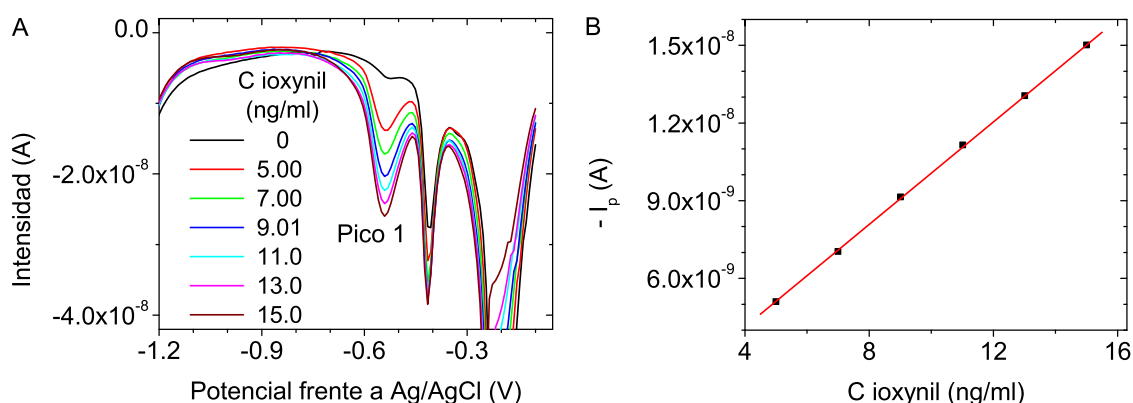 A
0.0
-2.0x10⁻⁸
-4.0x10⁻⁸
Intensidad (A)
C ioxynil
(ng/ml)
0
5.00
7.00
9.01
11.0
13.0
15.0
Pico 1
-1.2
-0.9
-0.6
-0.3
Potencial frente a Ag/AgCl (V)
B
1.5x10⁻⁸
1.2x10⁻⁸
9.0x10⁻⁹
6.0x10⁻⁹
- Iₚ (A)
4
8
12
16
C ioxynil (ng/ml)